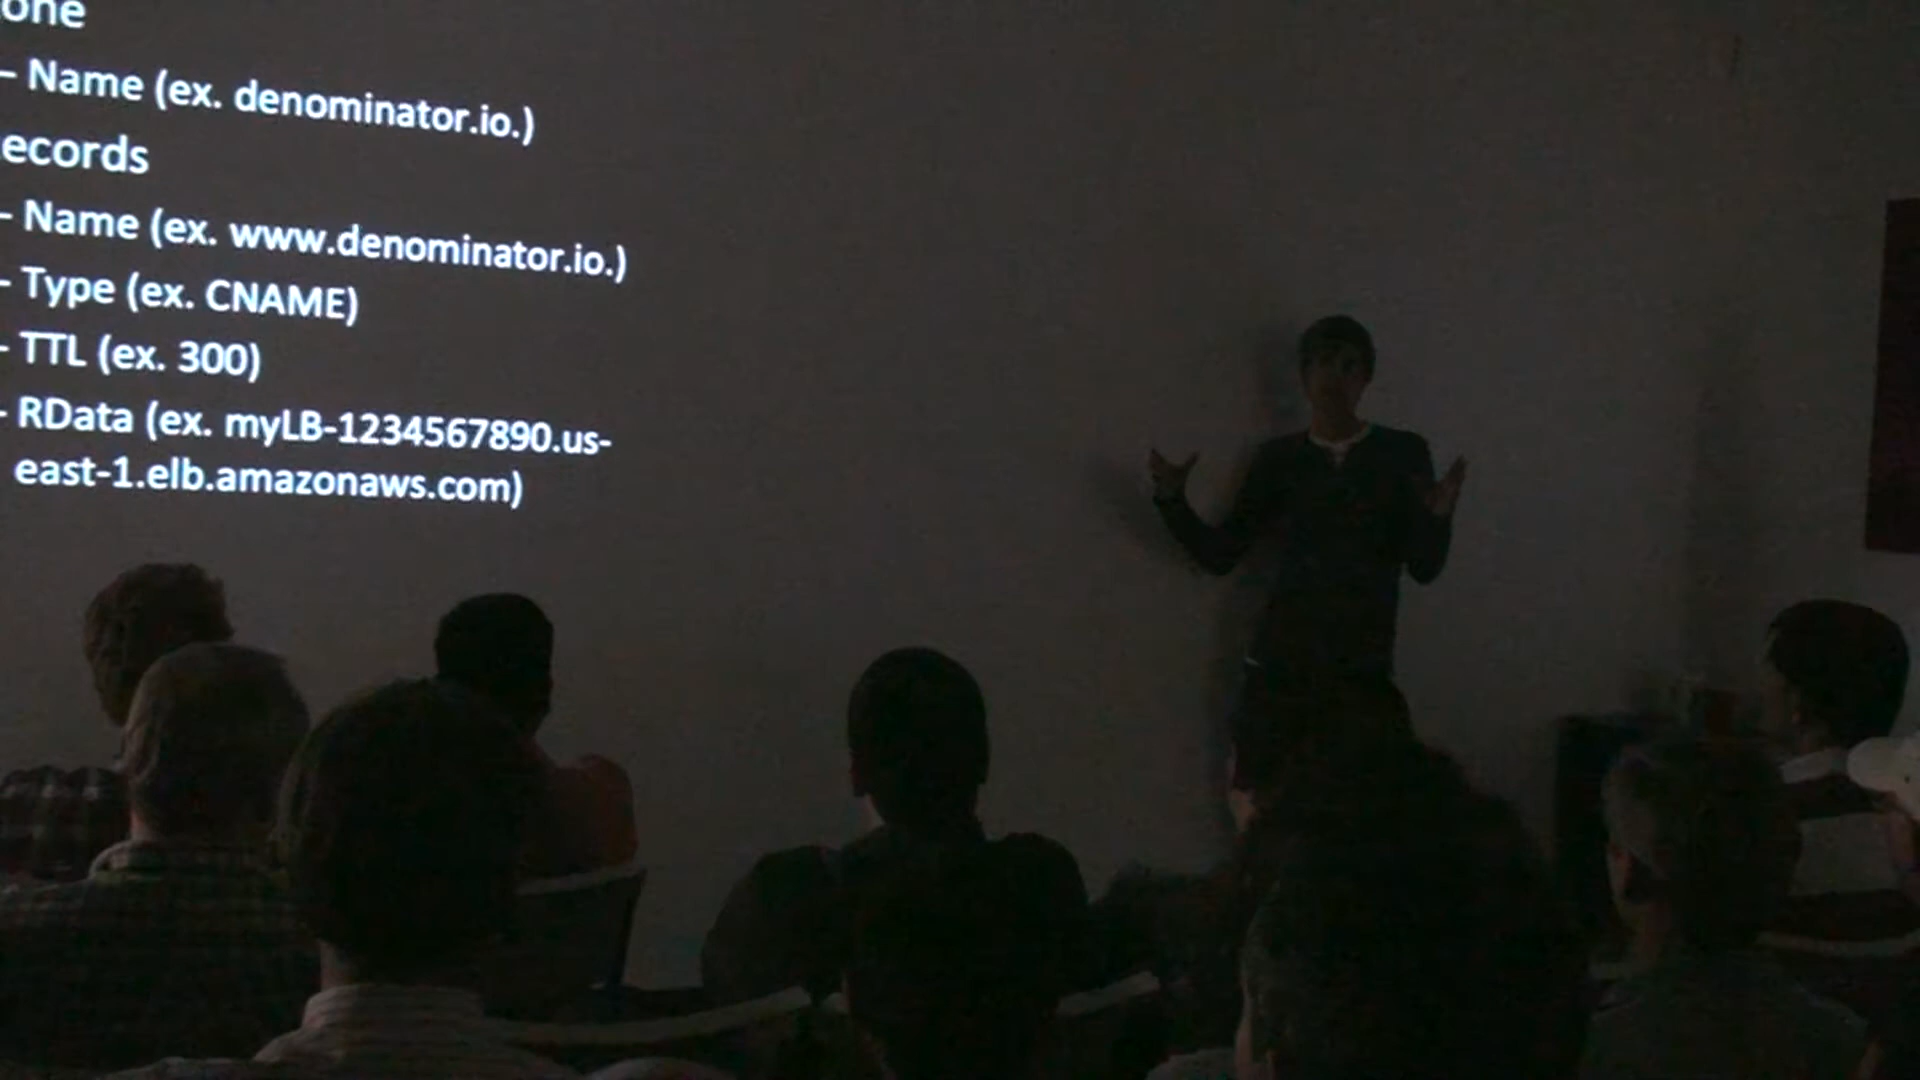 one
– Name (ex. denominator.io.)
ecords
– Name (ex. www.denominator.io.)
– Type (ex. CNAME)
– TTL (ex. 300)
– RData (ex. myLB-1234567890.us-
east-1.elb.amazonaws.com)